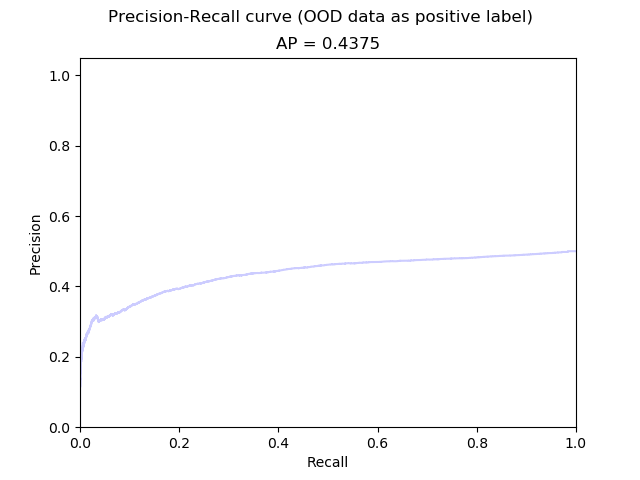 Precision-Recall curve (OOD data as positive label)
AP = 0.4375
1.0
0.8
0.6
0.4
0.2
0.0
Precision
0.0 0.2 0.4 0.6 0.8 1.0
Recall